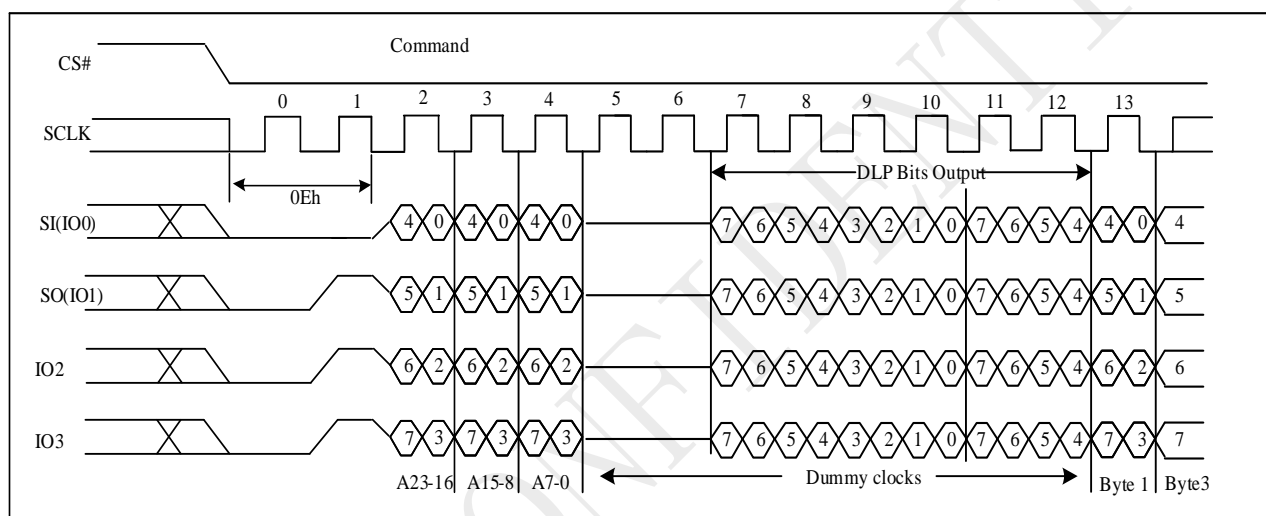 Command
CS#
0 1 2 3 4 5 6 7 8 9 10 11 12 13
SCLK
0Eh
DLP Bits Output
SI(IO0)
4 0 4 0 4 0 7 6 5 4 3 2 1 0 7 6 5 4 4 0 4
SO(IO1)
5 1 5 1 5 1 7 6 5 4 3 2 1 0 7 6 5 4 5 1 5
IO2
6 2 6 2 6 2 7 6 5 4 3 2 1 0 7 6 5 4 6 2 6
IO3
7 3 7 3 7 3 7 6 5 4 3 2 1 0 7 6 5 4 7 3 7
A23-16 A15-8 A7-0 Dummy clocks Byte 1 Byte3
ONFIDENT